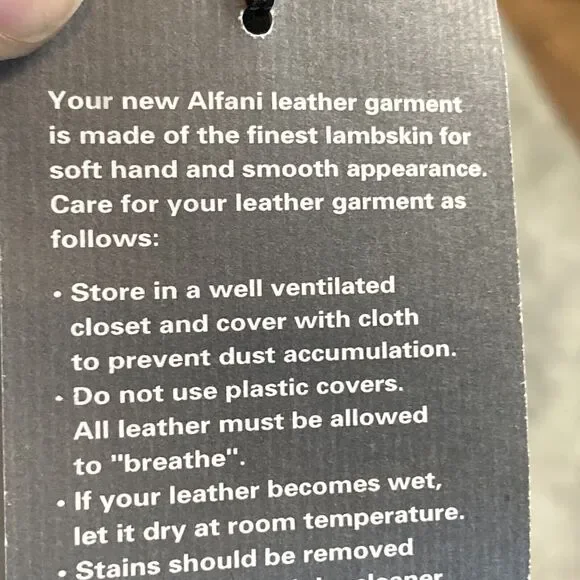 Your new Alfani leather garment
is made of the finest lambskin for
soft hand and smooth appearance.
Care for your leather garment as
follows:
• Store in a well ventilated
closet and cover with cloth
to prevent dust accumulation.
• Do not use plastic covers.
All leather must be allowed
to "breathe".
• If your leather becomes wet,
let it dry at room temperature.
• Stains should be removed
cleaner